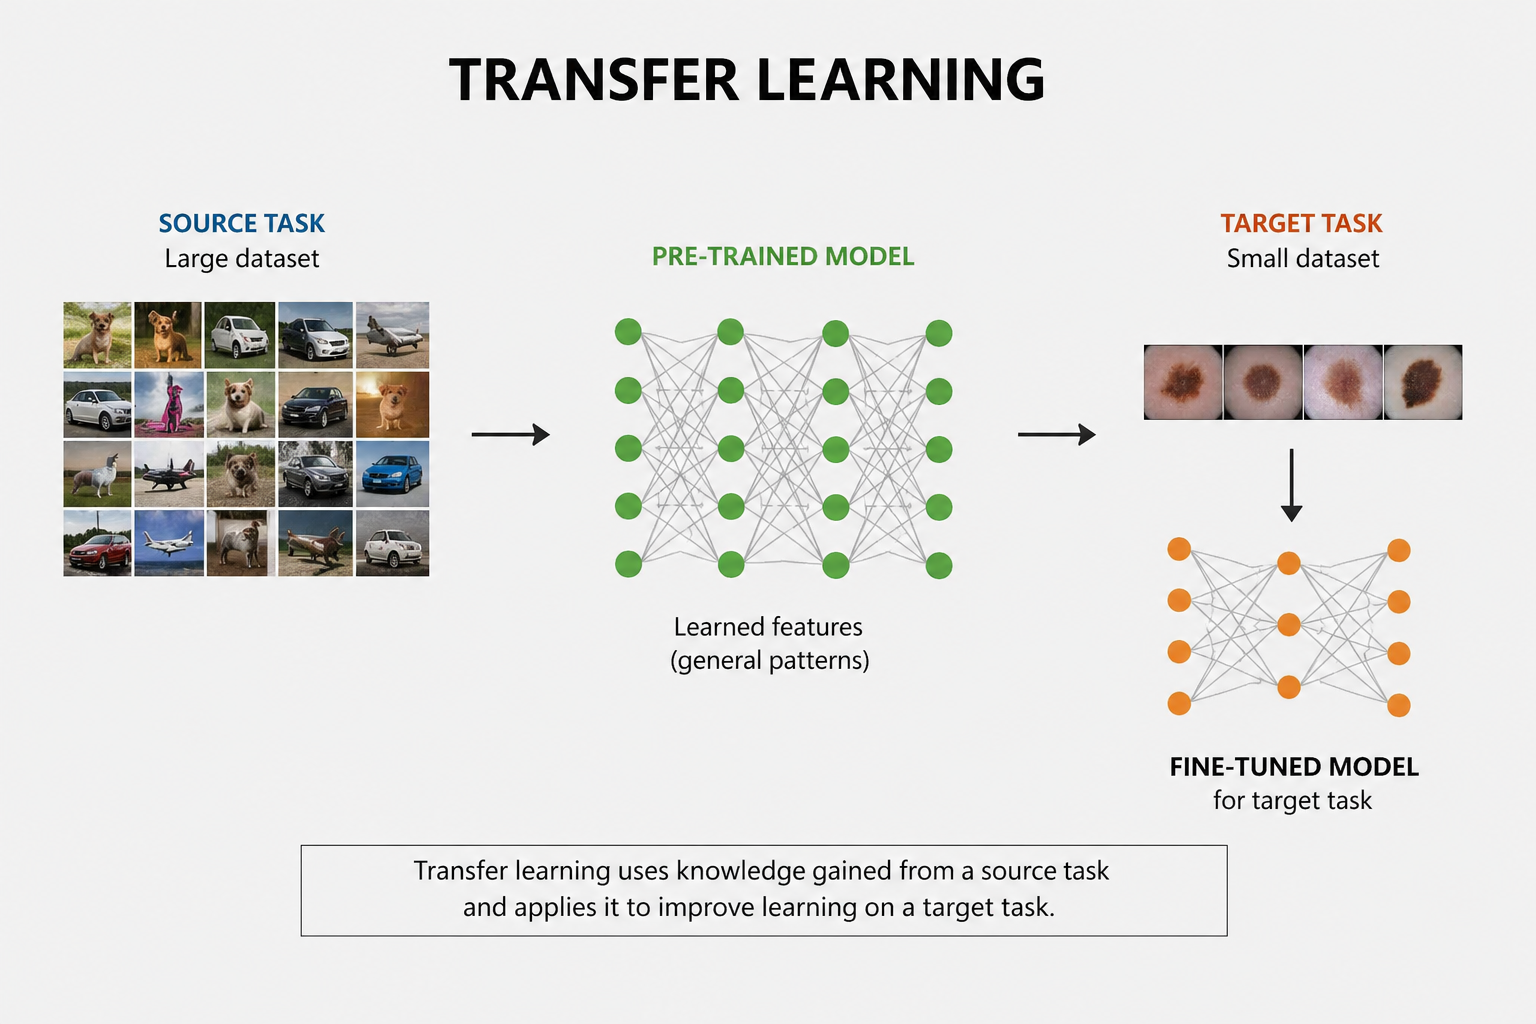 TRANSFER LEARNING
SOURCE TASK
Large dataset
PRE-TRAINED MODEL
Learned features
(general patterns)
TARGET TASK
Small dataset
FINE-TUNED MODEL
for target task
Transfer learning uses knowledge gained from a source task
and applies it to improve learning on a target task.